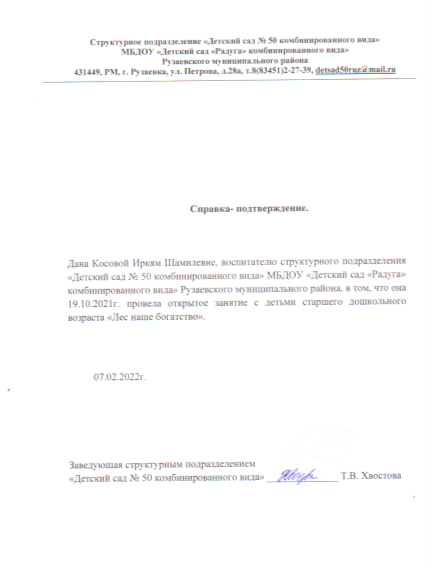 Структурное подразделение «Детский сад № 50 комбинированного вида»
МБДОУ «Детский сад «Радуга» комбинированного вида»
Рузаевского муниципального района
431449, РМ, г. Рузаевка, ул. Петрова, д.28а, т.8(83451)2-27-39, detsad50ruz@mail.ru
Справка- подтверждение.
Дана Косовой Иркям Шамилевне, воспитателю структурного подразделения
«Детский сад № 50 комбинированного вида» МБДОУ «Детский сад «Радуга»
комбинированного вида» Рузаевского муниципального района, в том, что она
19.10.2021г. провела открытое занятие с детьми старшего дошкольного
возраста «Лес наше богатство».
07.02.2022г.
Заведующая структурным подразделением
«Детский сад № 50 комбинированного вида» Т.В. Хвостова